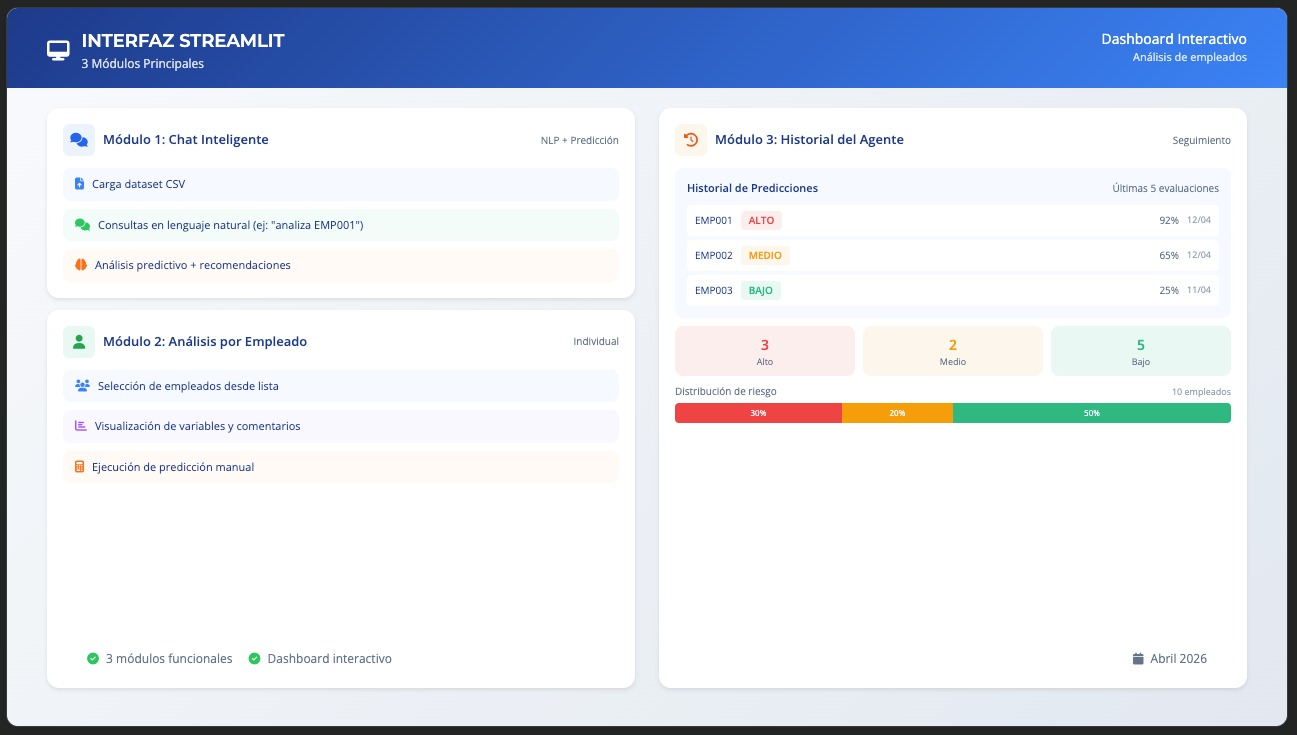 INTERFAZ STREAMLIT
3 Módulos Principales
Dashboard Interactivo
Análisis de empleados
Módulo 1: Chat Inteligente
NLP + Predicción
Carga dataset CSV
Consultas en lenguaje natural (ej: "analiza EMP001")
Análisis predictivo + recomendaciones
Módulo 2: Análisis por Empleado
Individual
Selección de empleados desde lista
Visualización de variables y comentarios
Ejecución de predicción manual
3 módulos funcionales
Dashboard interactivo
Módulo 3: Historial del Agente
Seguimiento
Historial de Predicciones
Últimas 5 evaluaciones
EMP001 ALTO 92% 12/04
EMP002 MEDIO 65% 12/04
EMP003 BAJO 25% 11/04
3 2 5
Alto Medio Bajo
Distribución de riesgo
10 empleados
30% 20% 50%
Abril 2026